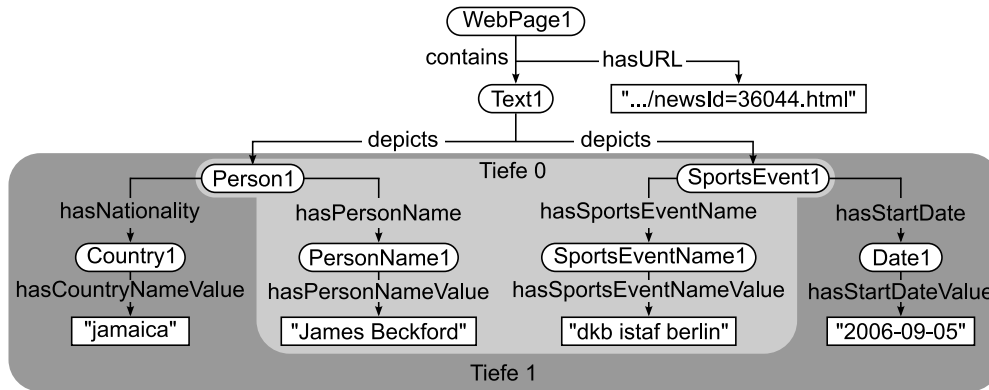 WebPage1
contains
hasURL
Text1
".../newsId=36044.html"
depicts
depicts
Tiefe 0
Person1
SportsEvent1
hasNationality
hasPersonName
hasSportsEventName
hasStartDate
Country1
PersonName1
SportsEventName1
Date1
hasCountryNameValue
hasPersonNameValue
hasSportsEventNameValue
hasStartDateValue
"jamaica"
"James Beckford"
"dkb istaf berlin"
"2006-09-05"
Tiefe 1